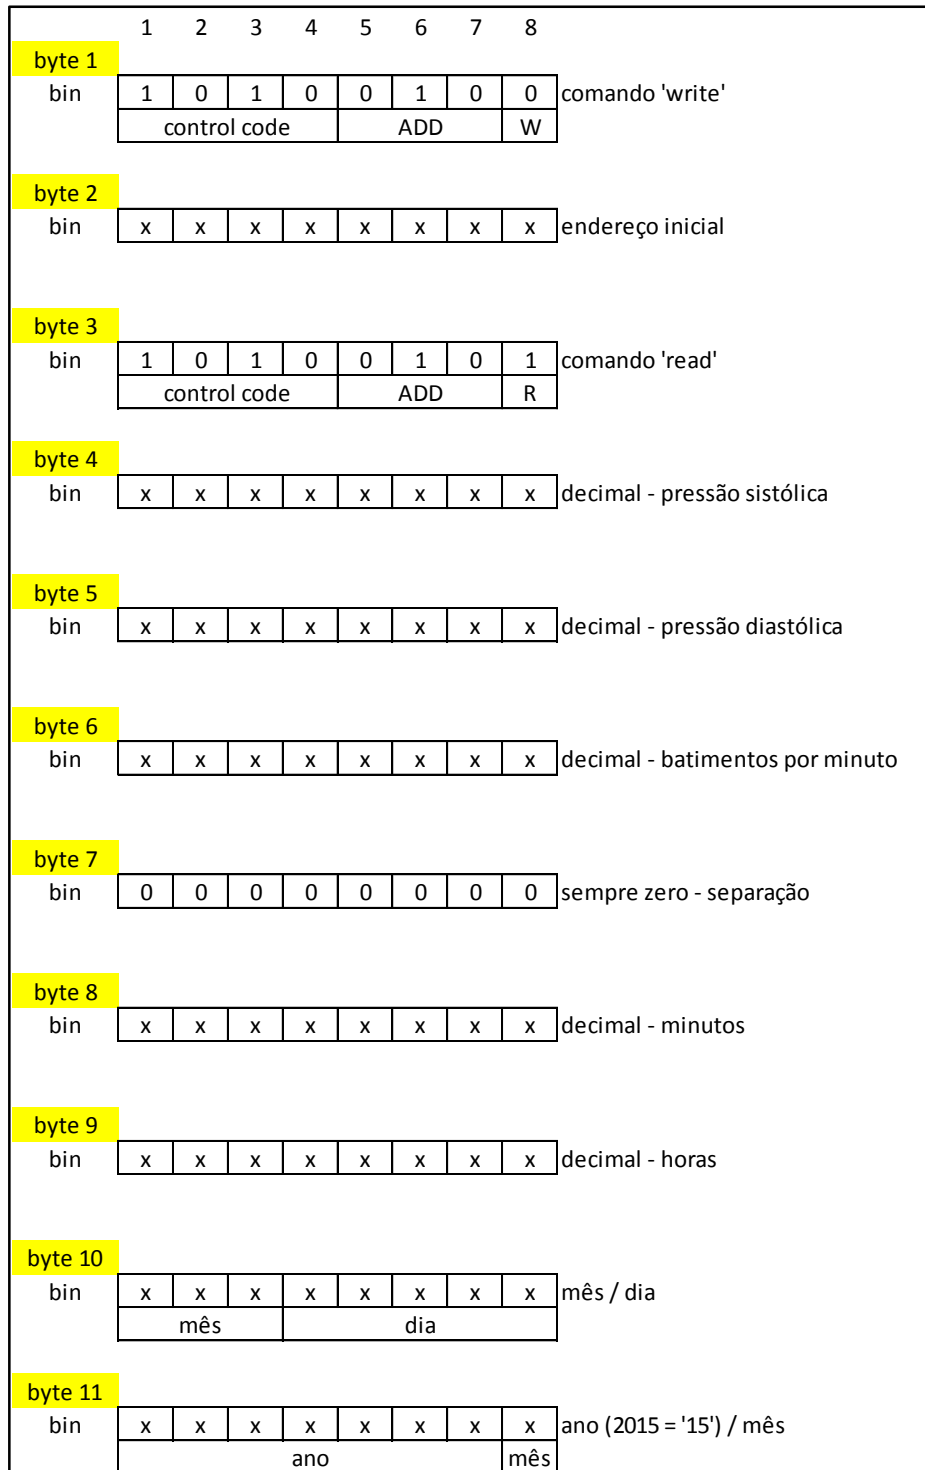 1 2 3 4 5 6 7 8
byte 1
bin 1 0 1 0 0 1 0 0 comando 'write'
control code ADD W
byte 2
bin x x x x x x x x endereço inicial
byte 3
bin 1 0 1 0 0 1 0 1 comando 'read'
control code ADD R
byte 4
bin x x x x x x x x decimal - pressão sistólica
byte 5
bin x x x x x x x x decimal - pressão diastólica
byte 6
bin x x x x x x x x decimal - batimentos por minuto
byte 7
bin 0 0 0 0 0 0 0 0 sempre zero - separação
byte 8
bin x x x x x x x x decimal - minutos
byte 9
bin x x x x x x x x decimal - horas
byte 10
bin x x x x x x x x mês / dia
mês dia
byte 11
bin x x x x x x x x ano (2015 = '15') / mês
ano mês